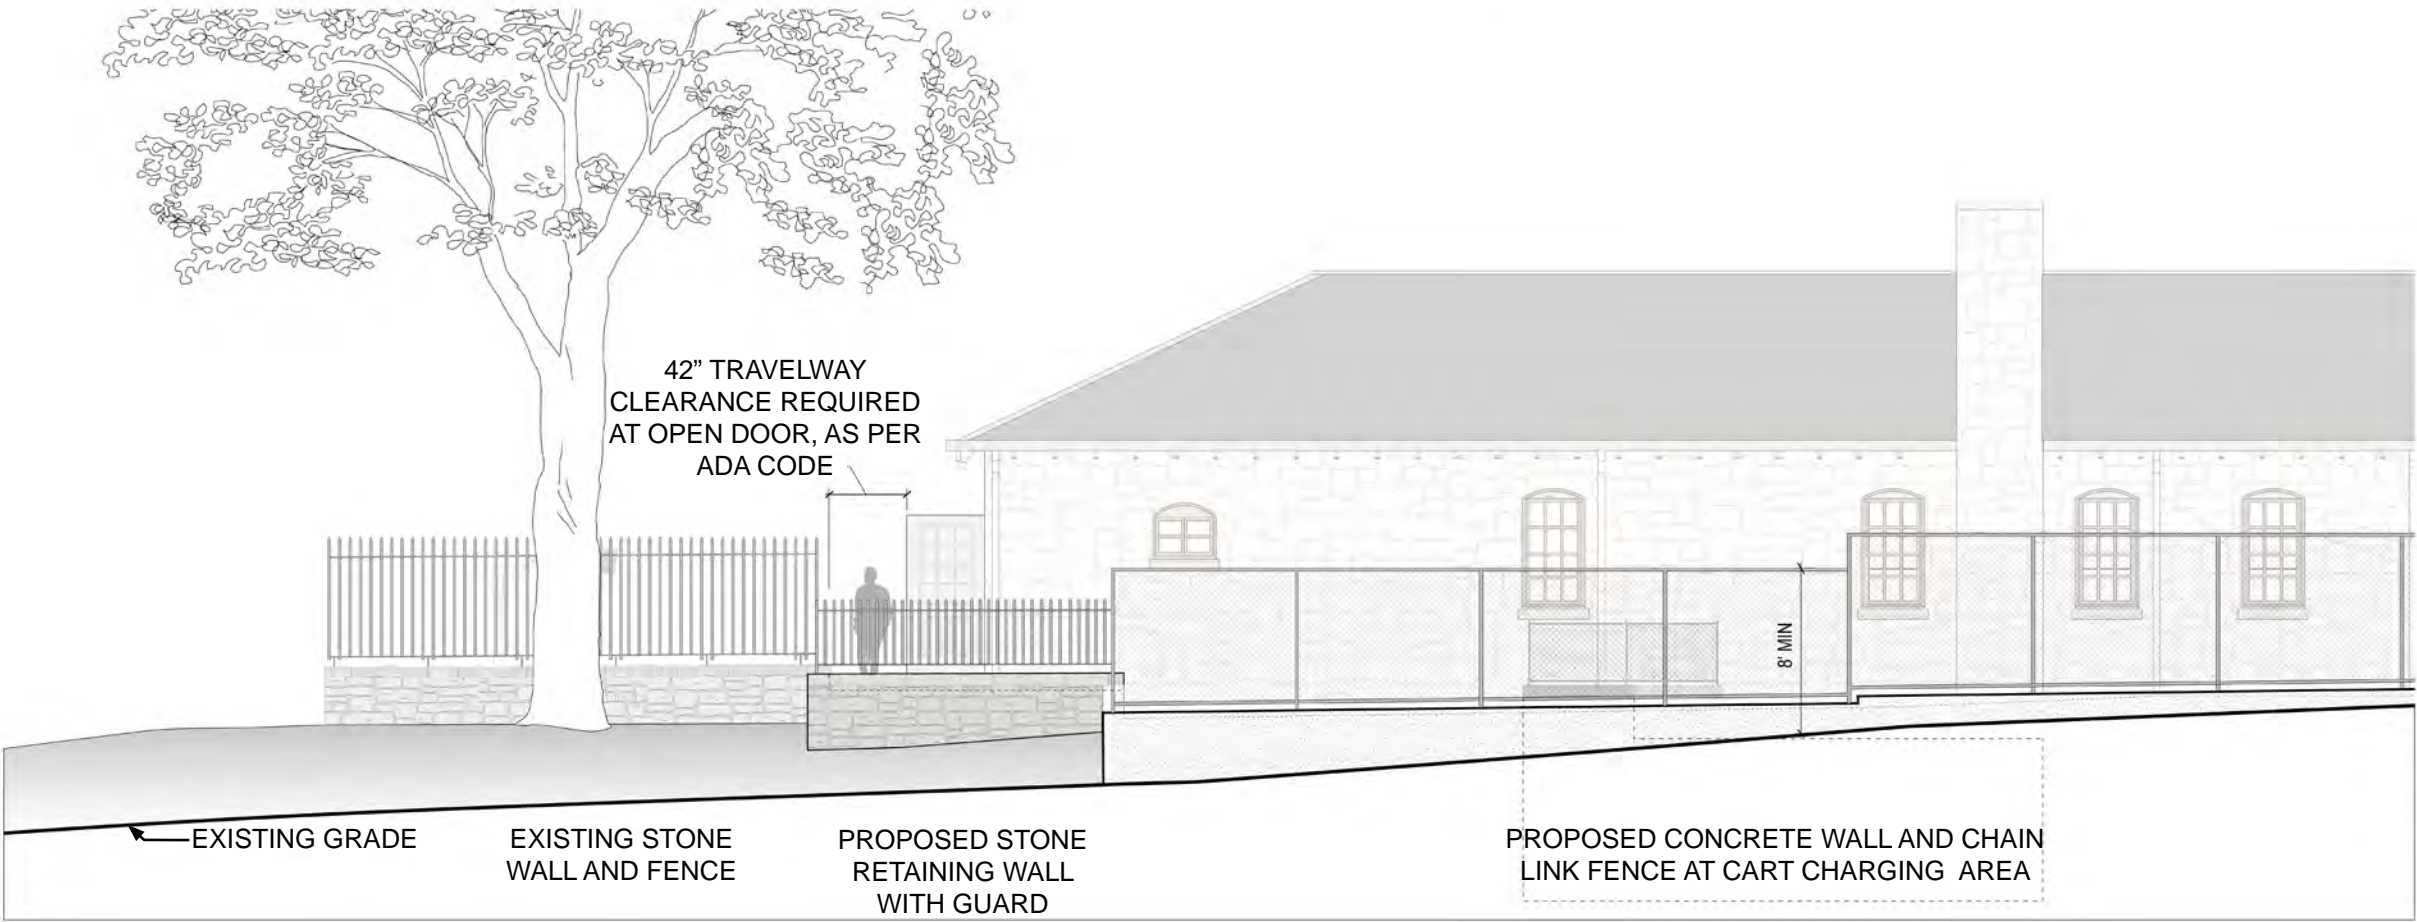 42” TRAVELWAY
CLEARANCE REQUIRED
AT OPEN DOOR, AS PER
ADA CODE
8' MIN
EXISTING GRADE
EXISTING STONE
WALL AND FENCE
PROPOSED STONE
RETAINING WALL
WITH GUARD
PROPOSED CONCRETE WALL AND CHAIN
LINK FENCE AT CART CHARGING AREA